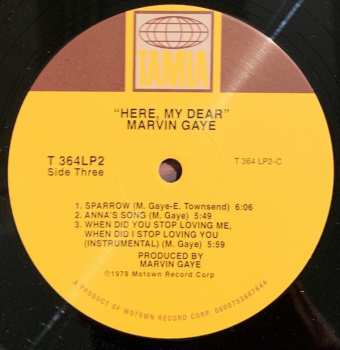 TAMLA
"HERE, MY DEAR"
MARVIN GAYE
T 364LP2
Side Three
T 364 LP2-C
1. SPARROW (M. Gaye-E. Townsend) 6:06
2. ANNA'S SONG (M. Gaye) 5:49
3. WHEN DID YOU STOP LOVING ME,
WHEN DID I STOP LOVING YOU
(INSTRUMENTAL) (M. Gaye) 5:59
PRODUCED BY
MARVIN GAYE
©1978 Motown Record Corp
A PRODUCT OF MOTOWN RECORD CORP.